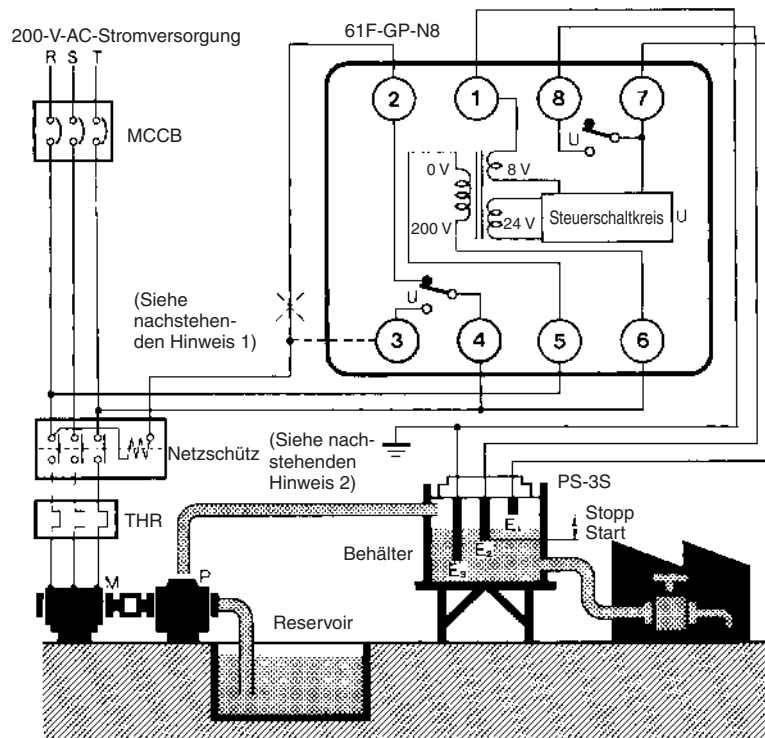 200-V-AC-Stromversorgung
R S T
MCCB
61F-GP-N8
2
1
8
7
U
0 V
8 V
200 V
24 V
Steuerschaltkreis
U
U
3
4
5
6
(Siehe
nachstehen-
den Hinweis 1)
Netzschütz
(Siehe nach-
stehenden
Hinweis 2)
PS-3S
THR
E₁
E₂
E₃
Stopp
Start
Behälter
M
P
Reservoir